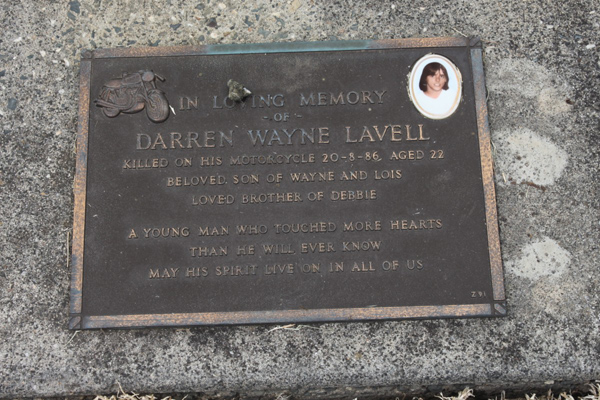 IN LOVING MEMORY
- OF -
DARREN WAYNE LAVELL
KILLED ON HIS MOTORCYCLE 20-8-86, AGED 22
BELOVED SON OF WAYNE AND LOIS
LOVED BROTHER OF DEBBIE
A YOUNG MAN WHO TOUCHED MORE HEARTS
THAN HE WILL EVER KNOW
MAY HIS SPIRIT LIVE ON IN ALL OF US